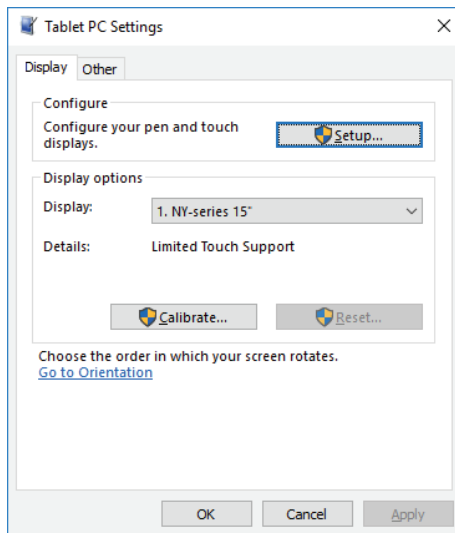 Tablet PC Settings
Display Other
Configure
Configure your pen and touch
displays.
Setup...
Display options
Display: 1. NY-series 15"
Details: Limited Touch Support
Calibrate... Reset...
Choose the order in which your screen rotates.
Go to Orientation
OK Cancel Apply